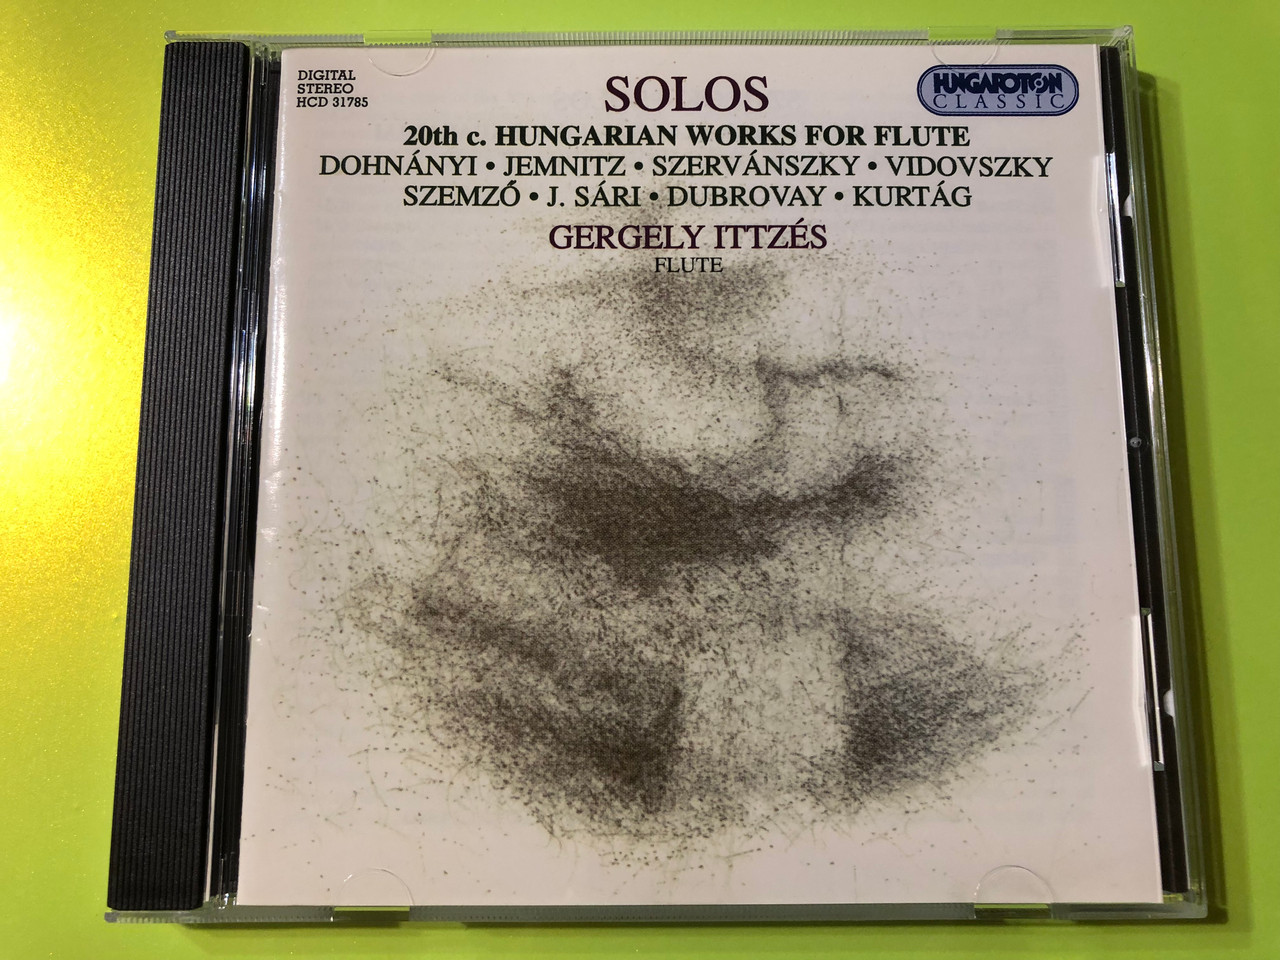 DIGITAL
STEREO
HCD 31785
SOLOS
HUNGAROTON
CLASSIC
20th c. HUNGARIAN WORKS FOR FLUTE
DOHNÁNYI • JEMNITZ • SZERVÁNSZKY • VIDOVSZKY
SZEMZŐ • J. SÁRI • DUBROVAY • KURTÁG
GERGELY ITTZÉS
FLUTE